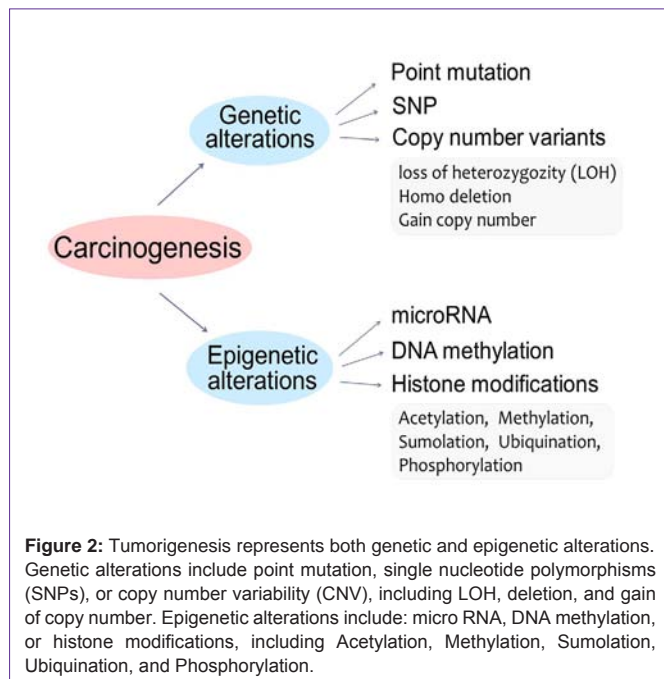 Point mutation
Genetic
alterations
SNP
Copy number variants
loss of heterozygozity (LOH)
Homo deletion
Gain copy number
Carcinogenesis
microRNA
Epigenetic
alterations
DNA methylation
Histone modifications
Acetylation, Methylation,
Sumolation, Ubiquination,
Phosphorylation
Figure 2: Tumorigenesis represents both genetic and epigenetic alterations.
Genetic alterations include point mutation, single nucleotide polymorphisms
(SNPs), or copy number variability (CNV), including LOH, deletion, and gain
of copy number. Epigenetic alterations include: micro RNA, DNA methylation,
or histone modifications, including Acetylation, Methylation, Sumolation,
Ubiquination, and Phosphorylation.